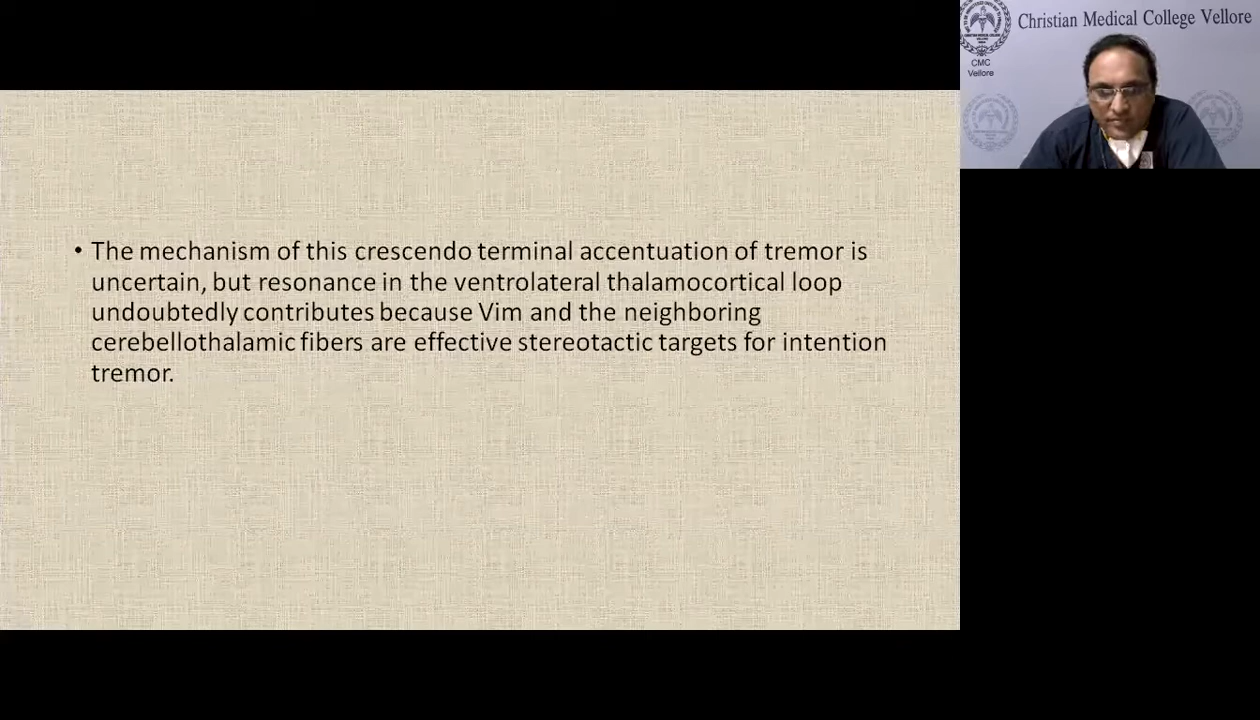 Christian Medical College Vellore
CMC
Vellore
• The mechanism of this crescendo terminal accentuation of tremor is
uncertain, but resonance in the ventrolateral thalamocortical loop
undoubtedly contributes because Vim and the neighboring
cerebellothalamic fibers are effective stereotactic targets for intention
tremor.